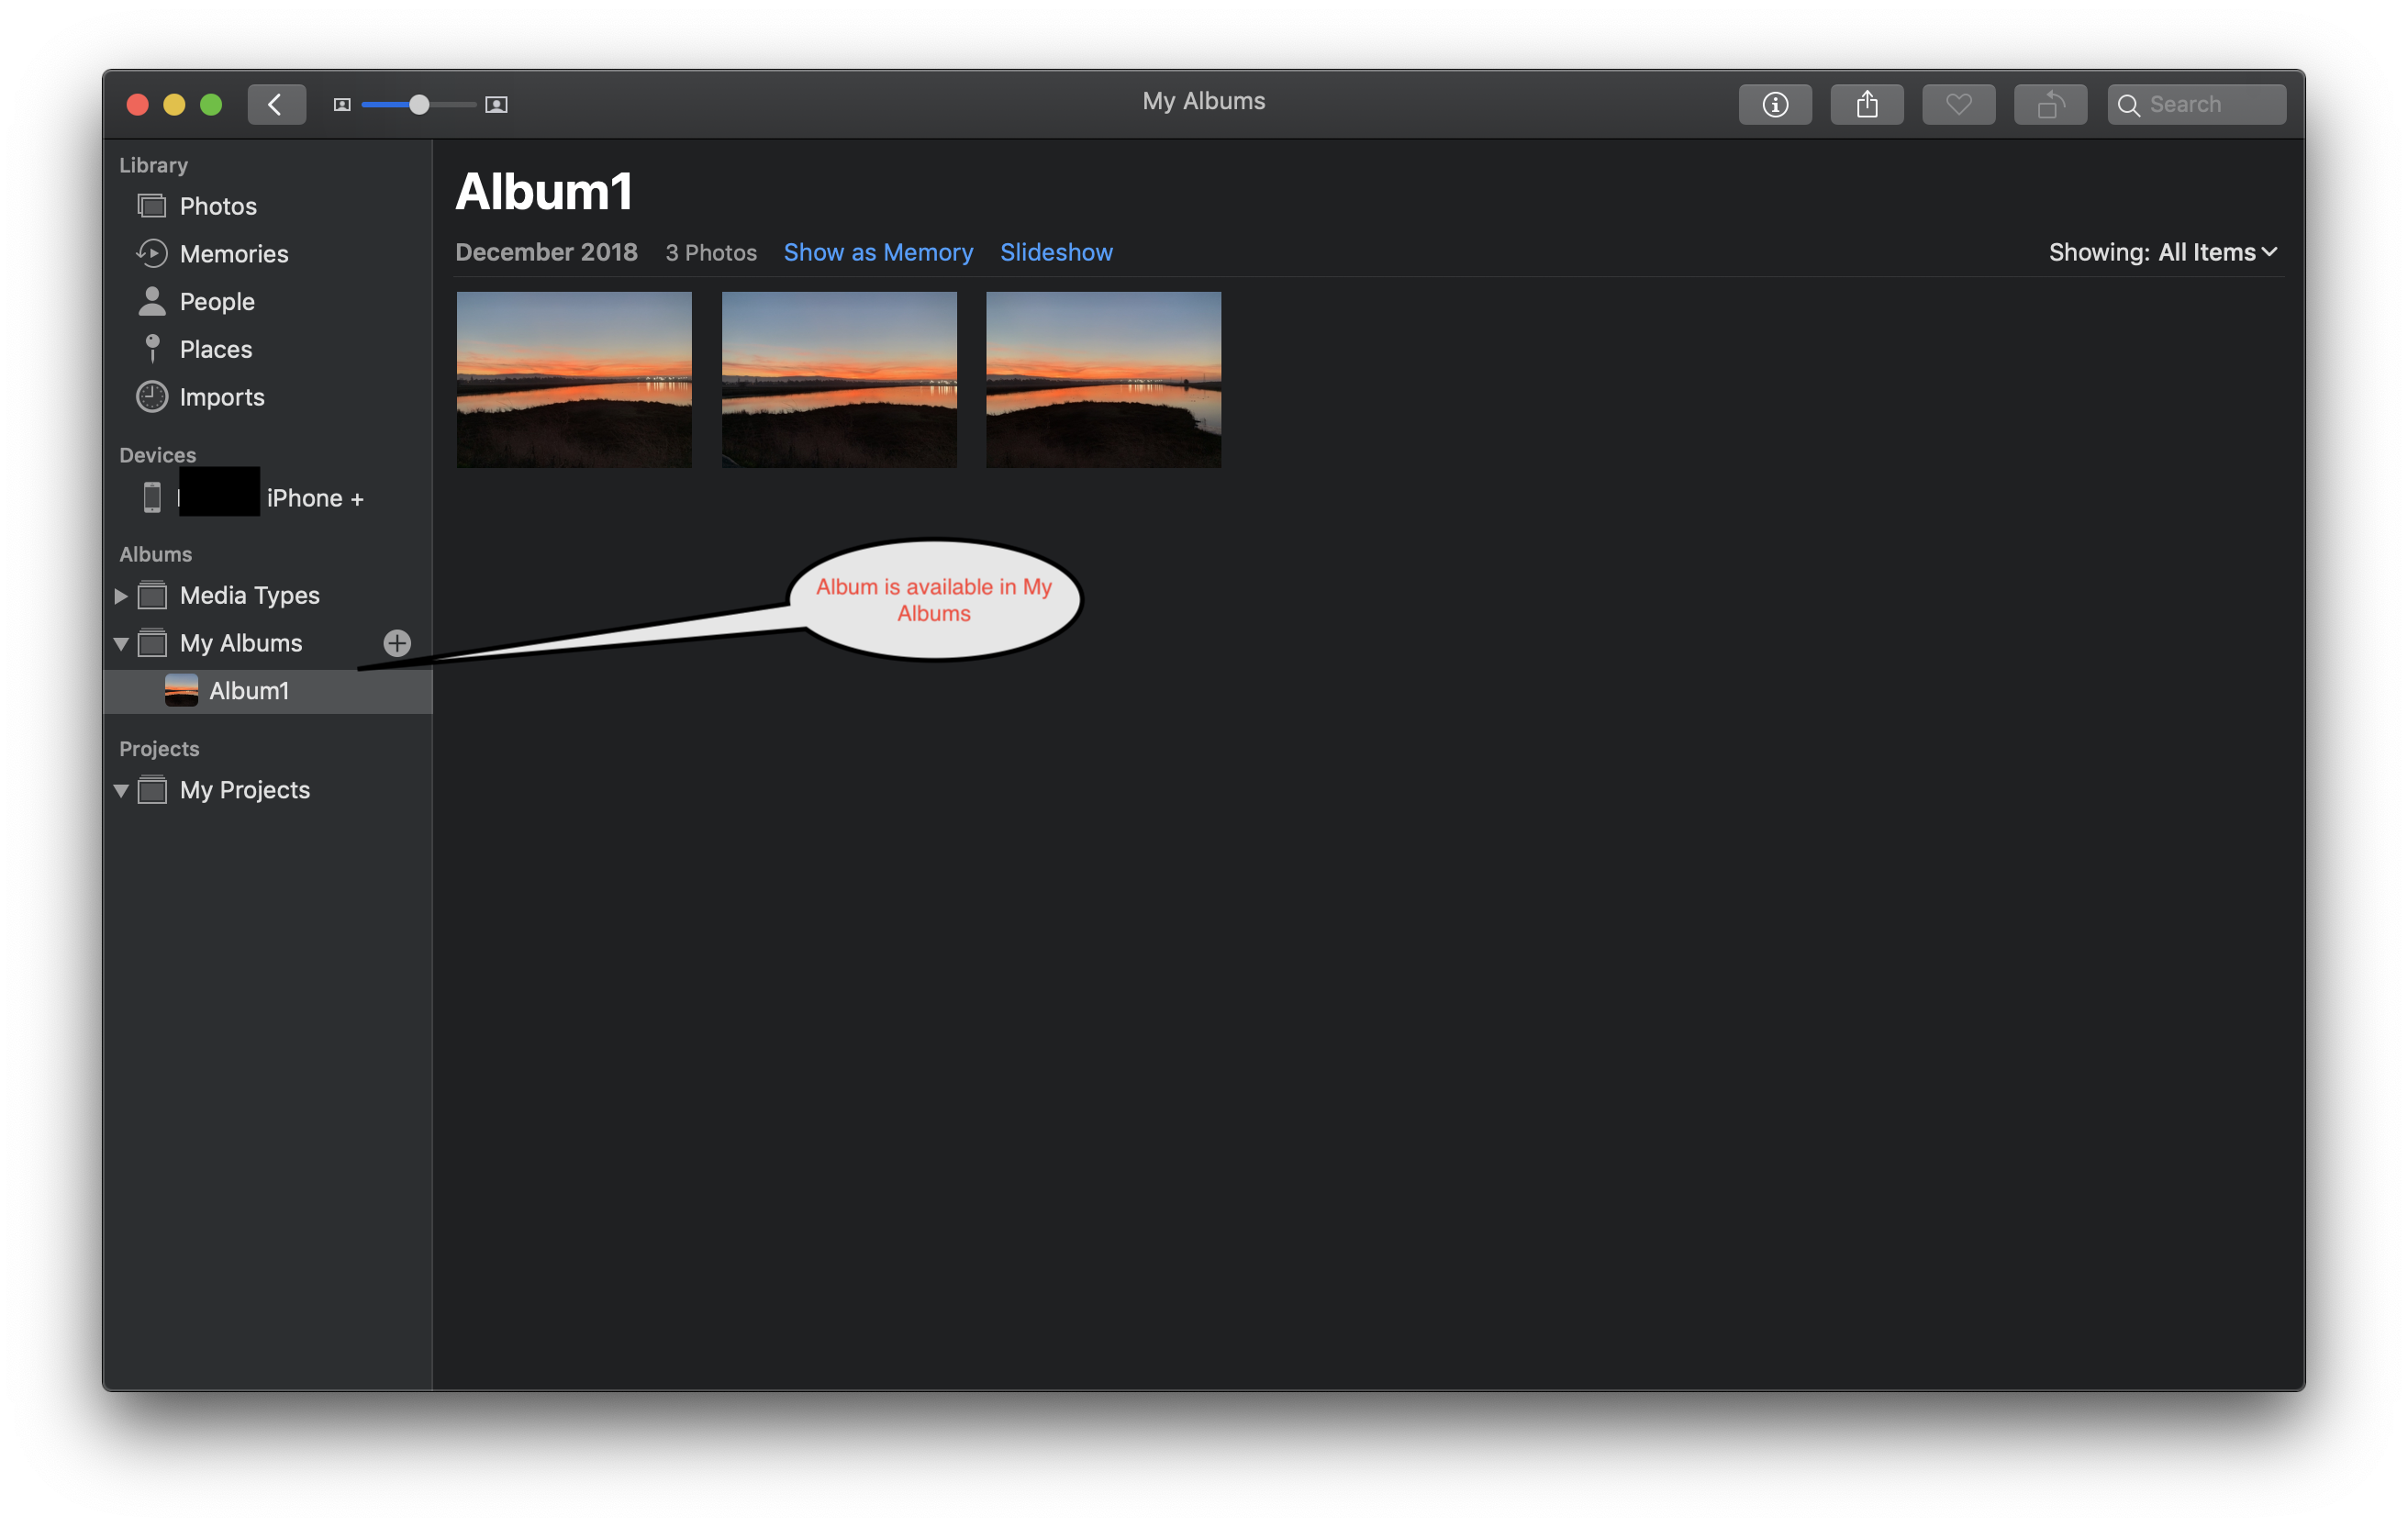 My Albums
Search
Library
Photos
Memories
People
Places
Imports
Devices
iPhone +
Albums
Media Types
My Albums
Album1
Projects
My Projects
Album1
December 2018 3 Photos Show as Memory Slideshow Showing: All Items
Album is available in My
Albums